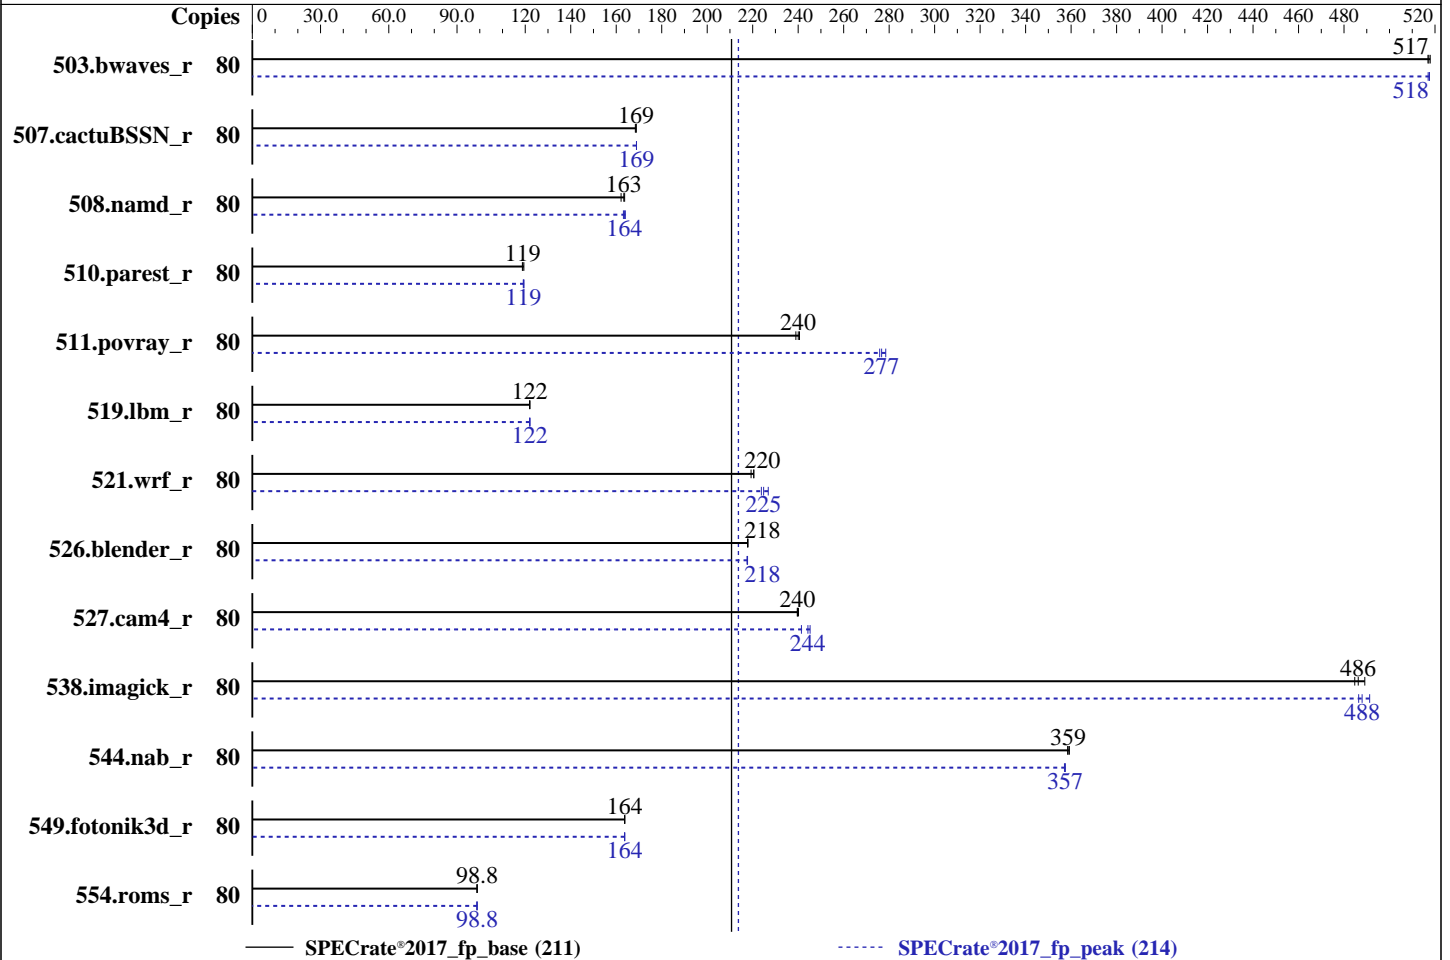 Copies 0 30.0 60.0 90.0 120 140 160 180 200 220 240 260 280 300 320 340 360 380 400 420 440 460 480 520
503.bwaves_r 80 517
518
507.cactuBSSN_r 80 169
169
508.namd_r 80 163
164
510.parest_r 80 119
119
511.povray_r 80 240
277
519.lbm_r 80 122
122
521.wrf_r 80 220
225
526.blender_r 80 218
218
527.cam4_r 80 240
244
538.imagick_r 80 486
488
544.nab_r 80 359
357
549.fotonik3d_r 80 164
164
554.roms_r 80 98.8
98.8
SPECrate®2017_fp_base (211) SPECrate®2017_fp_peak (214)